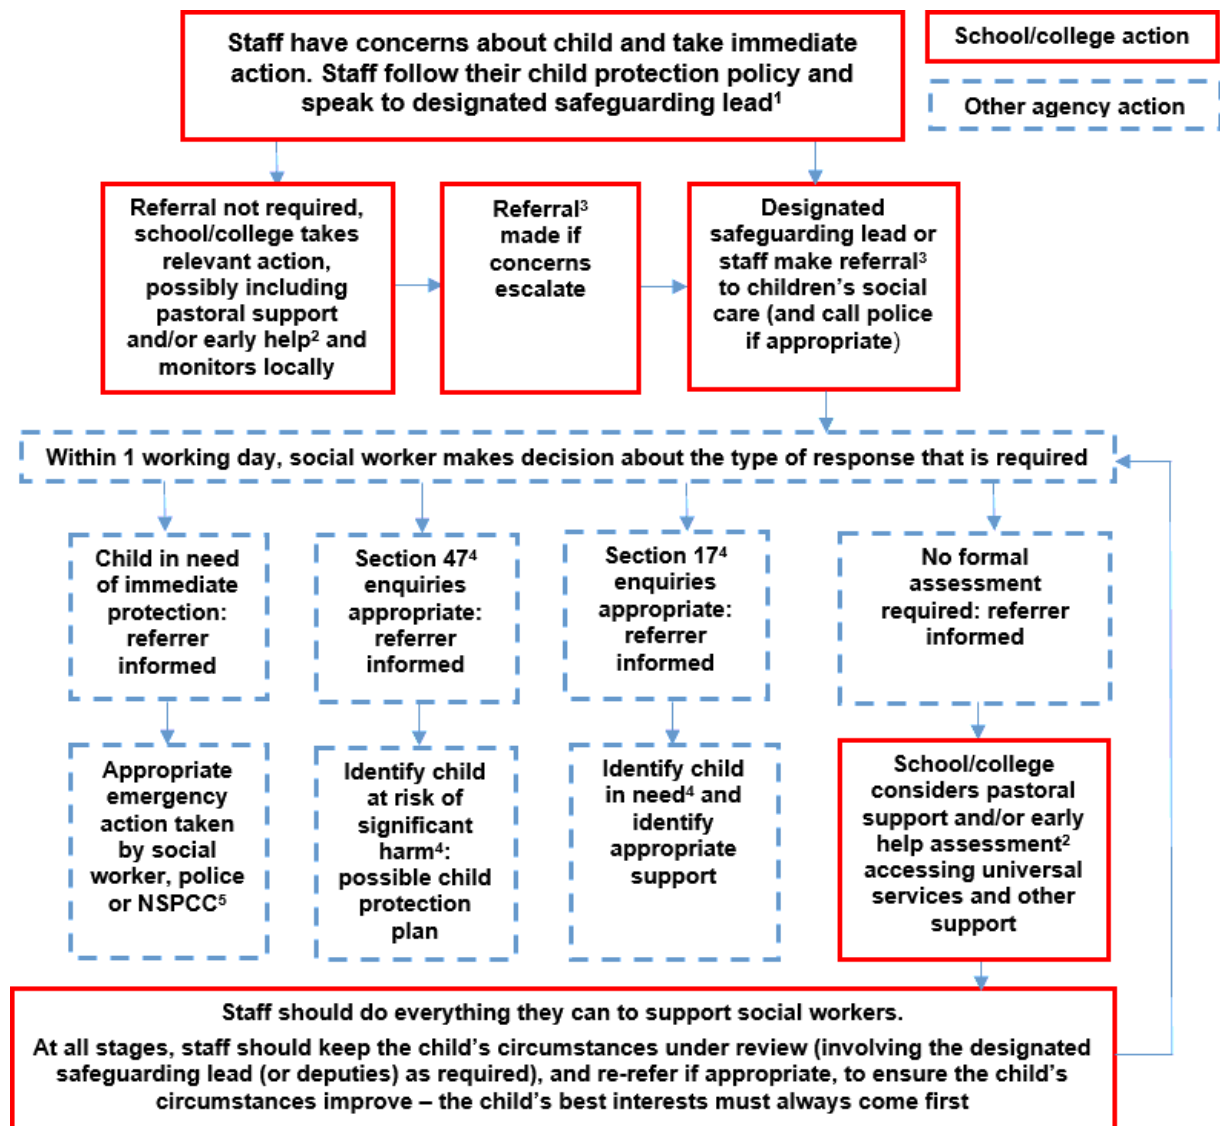 Staff have concerns about child and take immediate
action. Staff follow their child protection policy and
speak to designated safeguarding lead¹
School/college action
Other agency action
Referral not required,
school/college takes
relevant action,
possibly including
pastoral support
and/or early help² and
monitors locally
Referral³
made if
concerns
escalate
Designated
safeguarding lead or
staff make referral³
to children’s social
care (and call police
if appropriate)
Within 1 working day, social worker makes decision about the type of response that is required
Child in need
of immediate
protection:
referrer
informed
Section 47⁴
enquiries
appropriate:
referrer
informed
Section 17⁴
enquiries
appropriate:
referrer
informed
No formal
assessment
required: referrer
informed
Appropriate
emergency
action taken
by social
worker, police
or NSPCC⁵
Identify child
at risk of
significant
harm⁴:
possible child
protection
plan
Identify child
in need⁴ and
identify
appropriate
support
School/college
considers pastoral
support and/or early
help assessment²
accessing universal
services and other
support
Staff should do everything they can to support social workers.
At all stages, staff should keep the child’s circumstances under review (involving the designated
safeguarding lead (or deputies) as required), and re-refer if appropriate, to ensure the child’s
circumstances improve – the child’s best interests must always come first